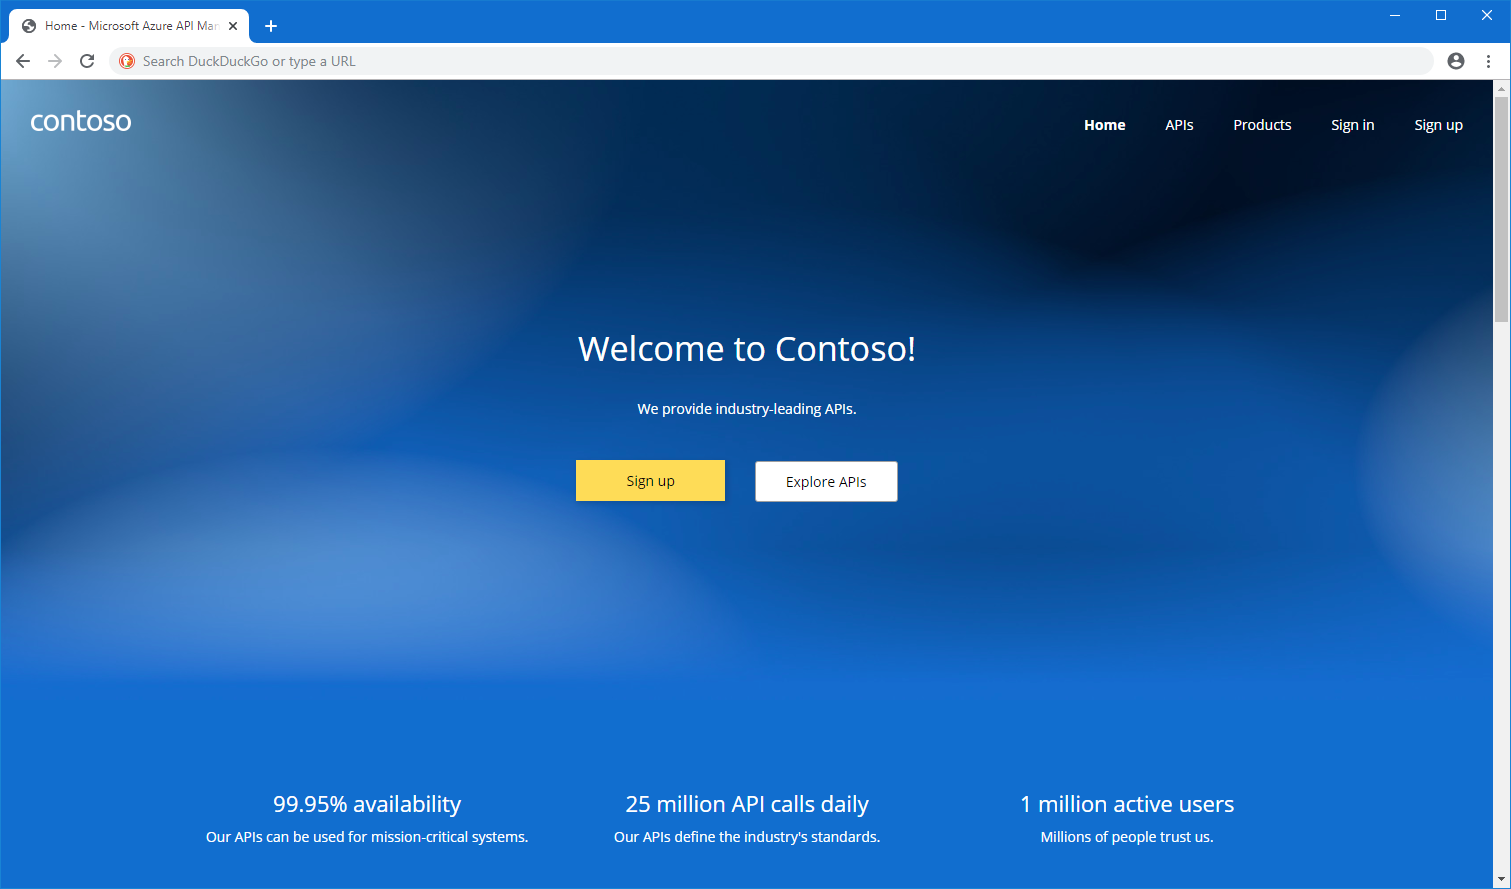 Home - Microsoft Azure API Man
Search DuckDuckGo or type a URL
contoso
Home APIs Products Sign in Sign up
Welcome to Contoso!
We provide industry-leading APIs.
Sign up Explore APIs
99.95% availability 25 million API calls daily 1 million active users
Our APIs can be used for mission-critical systems. Our APIs define the industry's standards. Millions of people trust us.